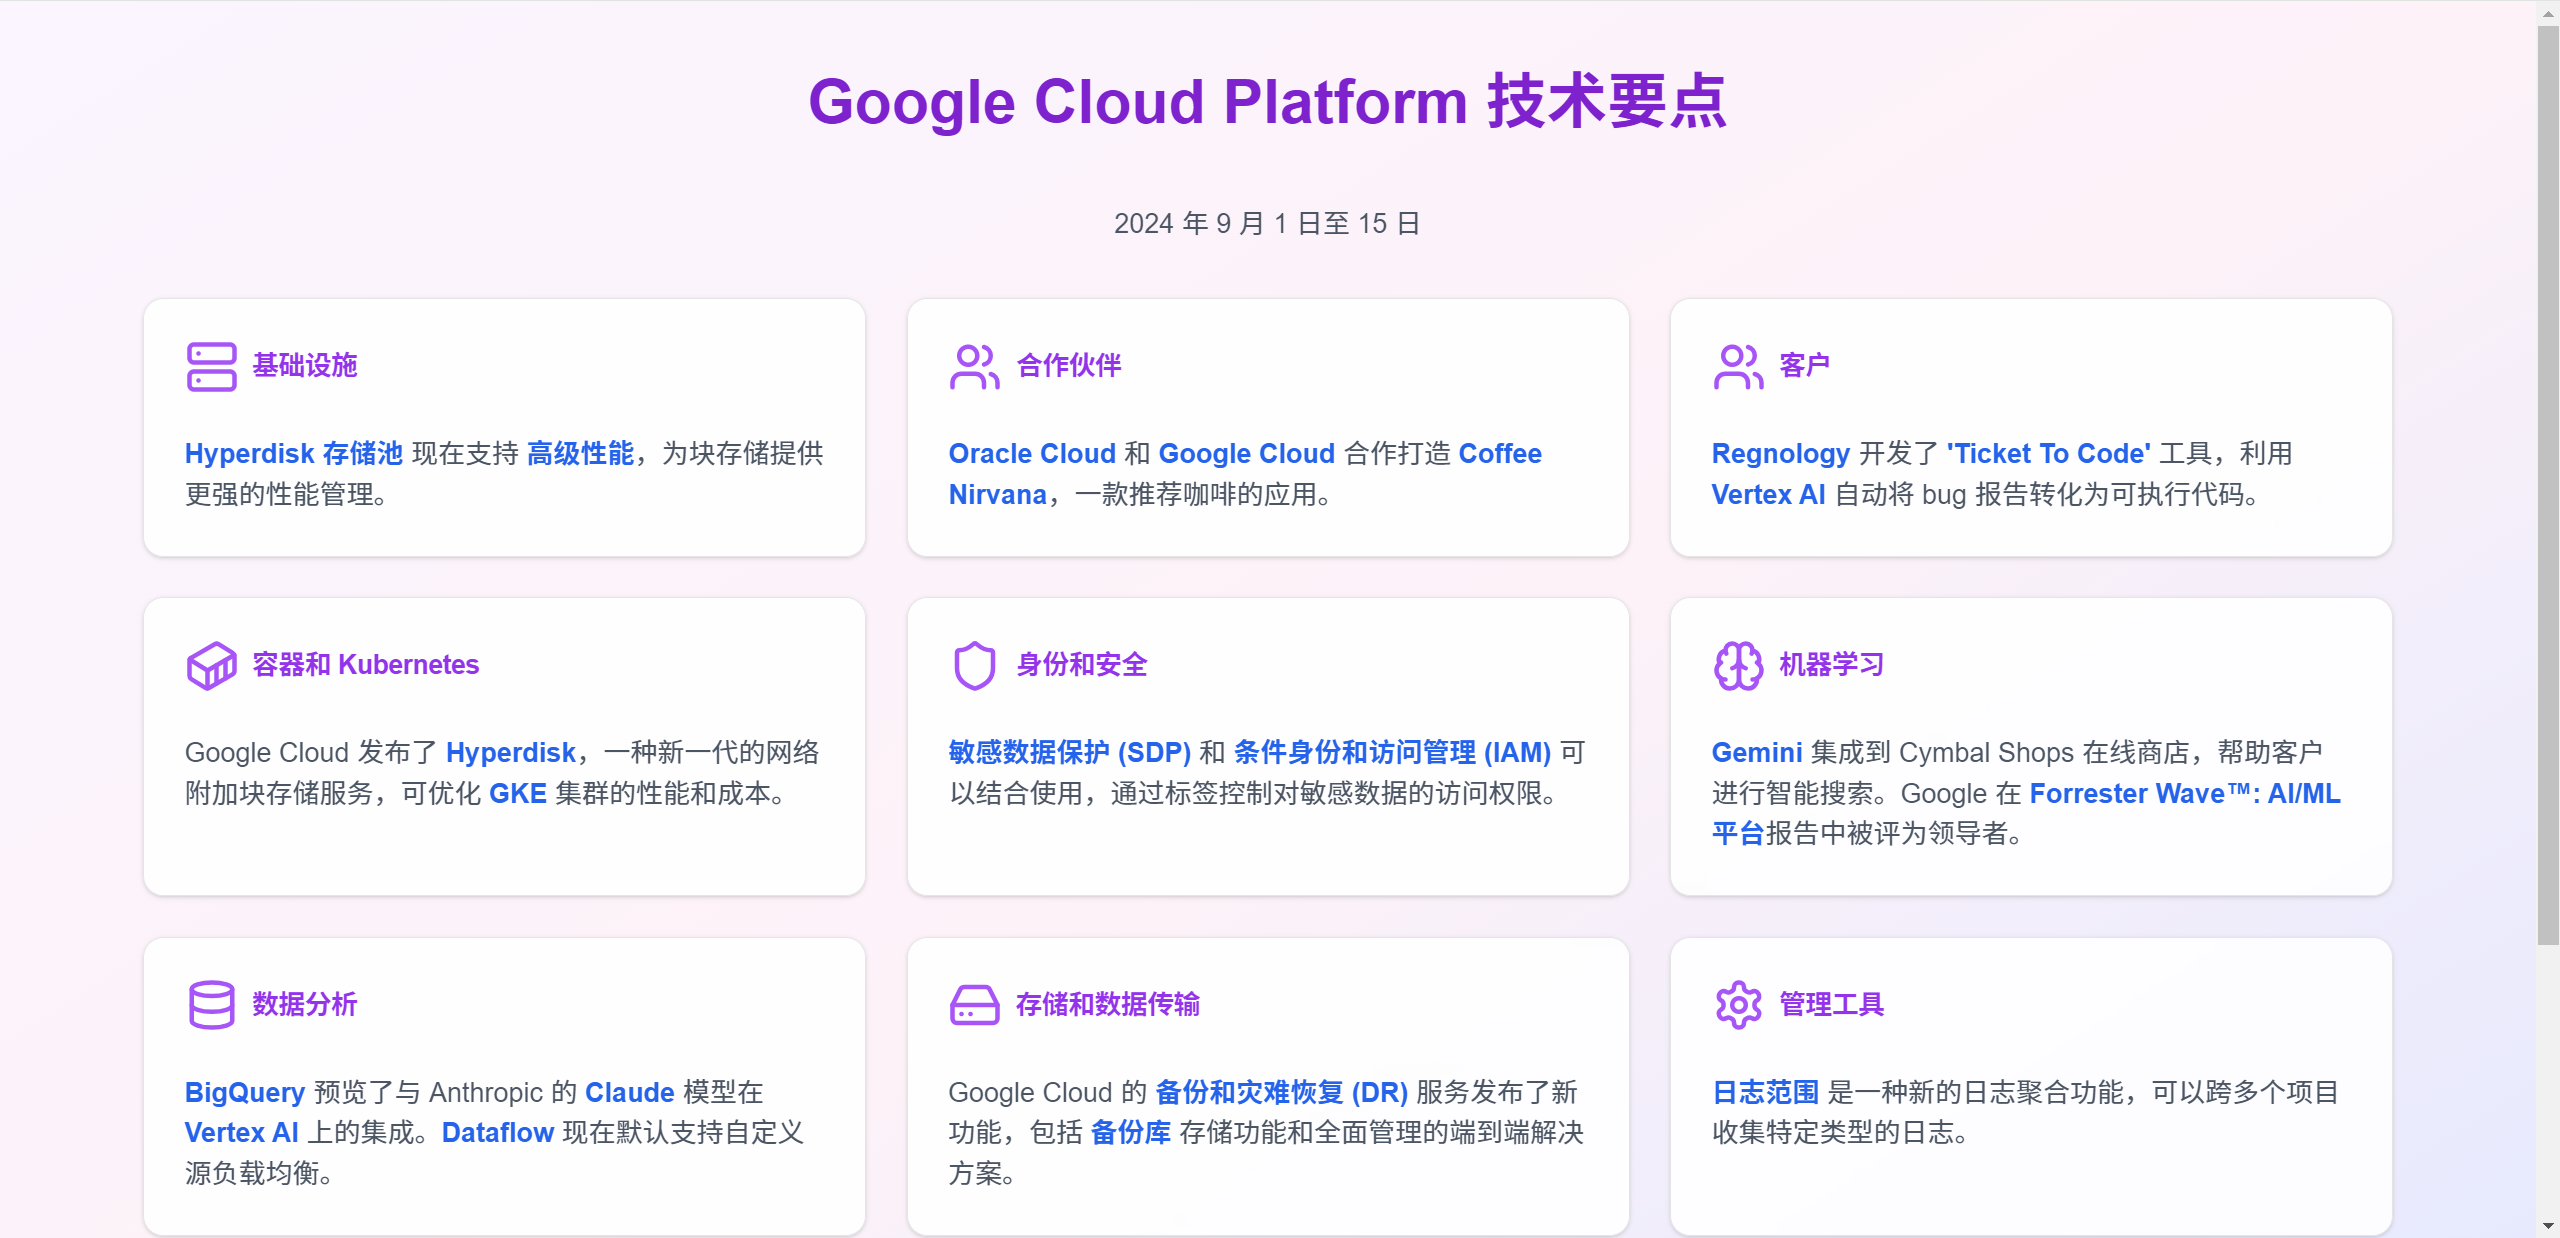 Google Cloud Platform 技术要点
2024 年 9 月 1 日至 15 日
基础设施
Hyperdisk 存储池 现在支持 高级性能，为块存储提供
更强的性能管理。
合作伙伴
Oracle Cloud 和 Google Cloud 合作打造 Coffee
Nirvana，一款推荐咖啡的应用。
客户
Regnology 开发了 'Ticket To Code' 工具，利用
Vertex AI 自动将 bug 报告转化为可执行代码。
容器和 Kubernetes
Google Cloud 发布了 Hyperdisk，一种新一代的网络
附加块存储服务，可优化 GKE 集群的性能和成本。
身份和安全
敏感数据保护 (SDP) 和 条件身份和访问管理 (IAM) 可
以结合使用，通过标签控制对敏感数据的访问权限。
机器学习
Gemini 集成到 Cymbal Shops 在线商店，帮助客户
进行智能搜索。Google 在 Forrester Wave™: AI/ML
平台报告中被评为领导者。
数据分析
BigQuery 预览了与 Anthropic 的 Claude 模型在
Vertex AI 上的集成。Dataflow 现在默认支持自定义
源负载均衡。
存储和数据传输
Google Cloud 的 备份和灾难恢复 (DR) 服务发布了新
功能，包括 备份库 存储功能和全面管理的端到端解决
方案。
管理工具
日志范围 是一种新的日志聚合功能，可以跨多个项目
收集特定类型的日志。